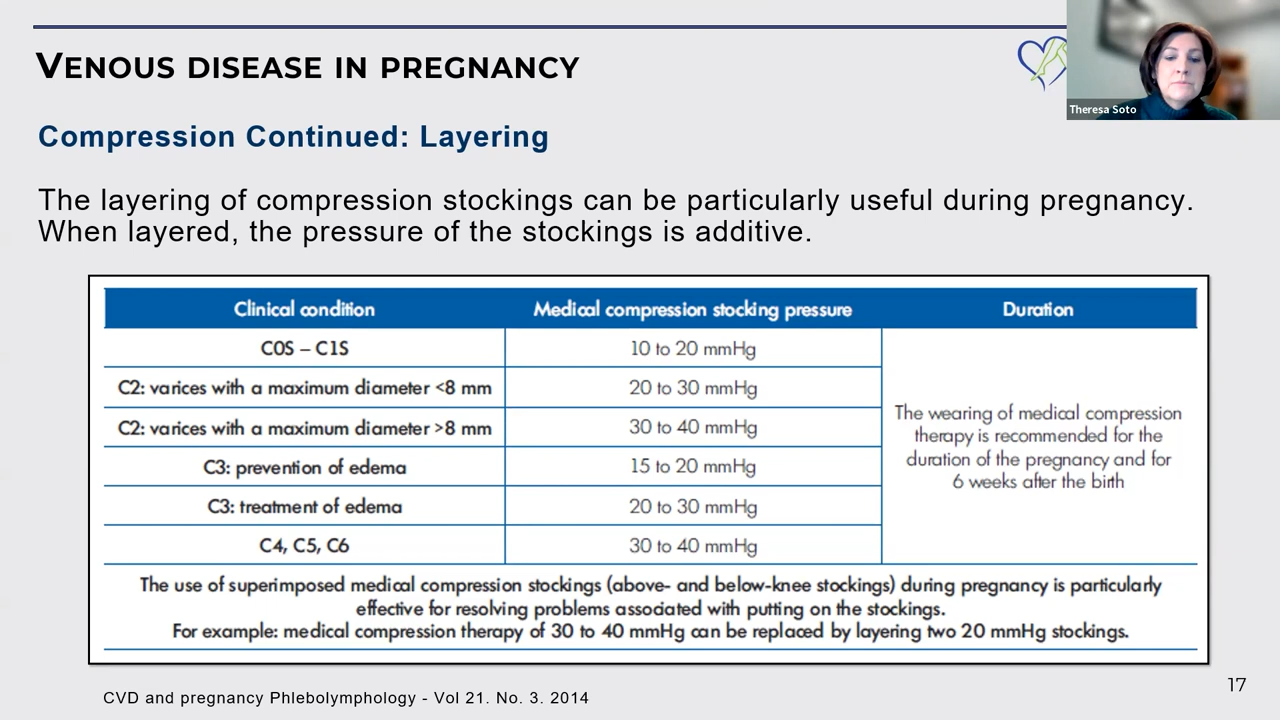 VENOUS DISEASE IN PREGNANCY
Theresa Soto
Compression Continued: Layering
The layering of compression stockings can be particularly useful during pregnancy.
When layered, the pressure of the stockings is additive.
Clinical condition Medical compression stocking pressure Duration
C0S – C1S 10 to 20 mmHg
C2: varices with a maximum diameter <8 mm 20 to 30 mmHg
C2: varices with a maximum diameter >8 mm 30 to 40 mmHg
C3: prevention of edema 15 to 20 mmHg
C3: treatment of edema 20 to 30 mmHg
C4, C5, C6 30 to 40 mmHg
The wearing of medical compression
therapy is recommended for the
duration of the pregnancy and for
6 weeks after the birth
The use of superimposed medical compression stockings (above- and below-knee stockings) during pregnancy is particularly
effective for resolving problems associated with putting on the stockings.
For example: medical compression therapy of 30 to 40 mmHg can be replaced by layering two 20 mmHg stockings.
CVD and pregnancy Phlebolymphology - Vol 21. No. 3. 2014
17